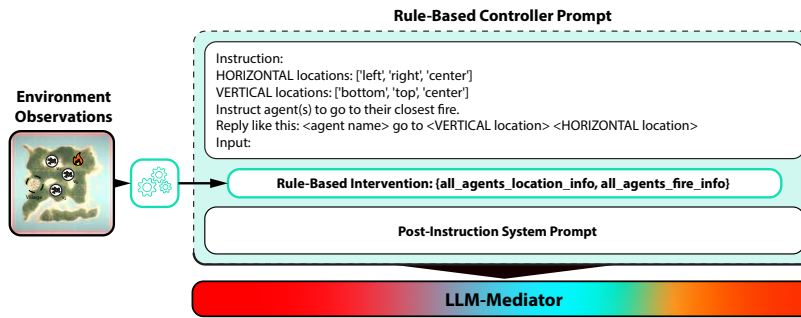 Rule-Based Controller Prompt
Instruction:
HORIZONTAL locations: ['left', 'right', 'center']
VERTICAL locations: ['bottom', 'top', 'center']
Instruct agent(s) to go to their closest fire.
Reply like this: <agent name> go to <VERTICAL location> <HORIZONTAL location>
Input:
Environment
Observations
Village
Rule-Based Intervention: {all_agents_location_info, all_agents_fire_info}
Post-Instruction System Prompt
LLM-Mediator